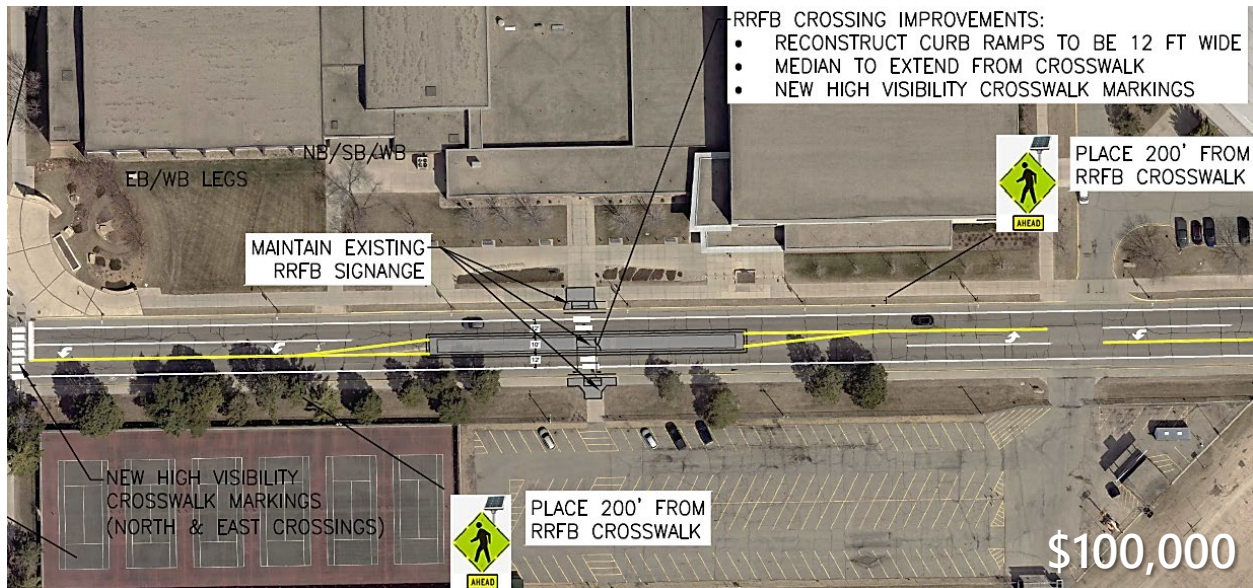 RRFB CROSSING IMPROVEMENTS:
• RECONSTRUCT CURB RAMPS TO BE 12 FT WIDE
• MEDIAN TO EXTEND FROM CROSSWALK
• NEW HIGH VISIBILITY CROSSWALK MARKINGS
NB/SB/WB
EB/WB LEGS
PLACE 200' FROM
RRFB CROSSWALK
AHEAD
MAINTAIN EXISTING
RRFB SIGNANGE
12'
10'
12'
NEW HIGH VISIBILITY
CROSSWALK MARKINGS
(NORTH & EAST CROSSINGS)
PLACE 200' FROM
RRFB CROSSWALK
AHEAD
$100,000